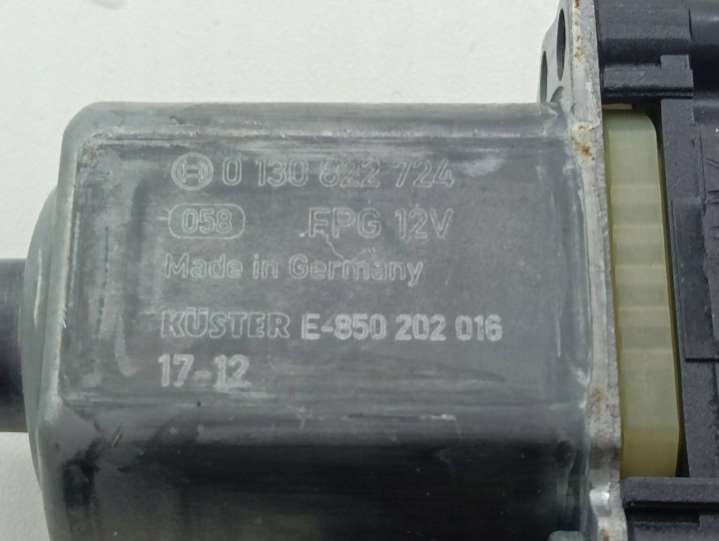 0 130 822 724
058 FPG 12V
Made in Germany
KÜSTER E-850 202 016
17-12